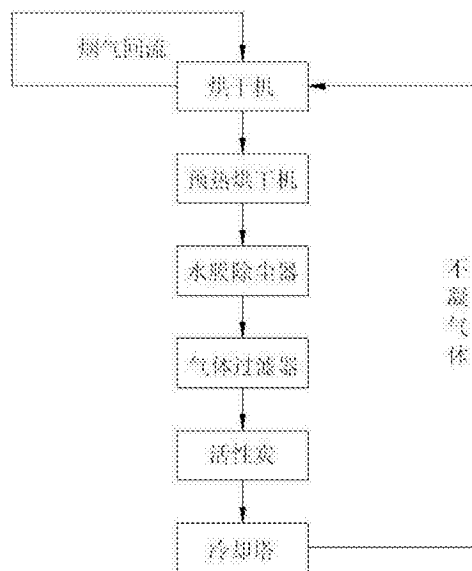 烟气回流
烘干机
预热烘干机
水膜除尘器
气体过滤器
活性炭
冷却塔
不凝气体